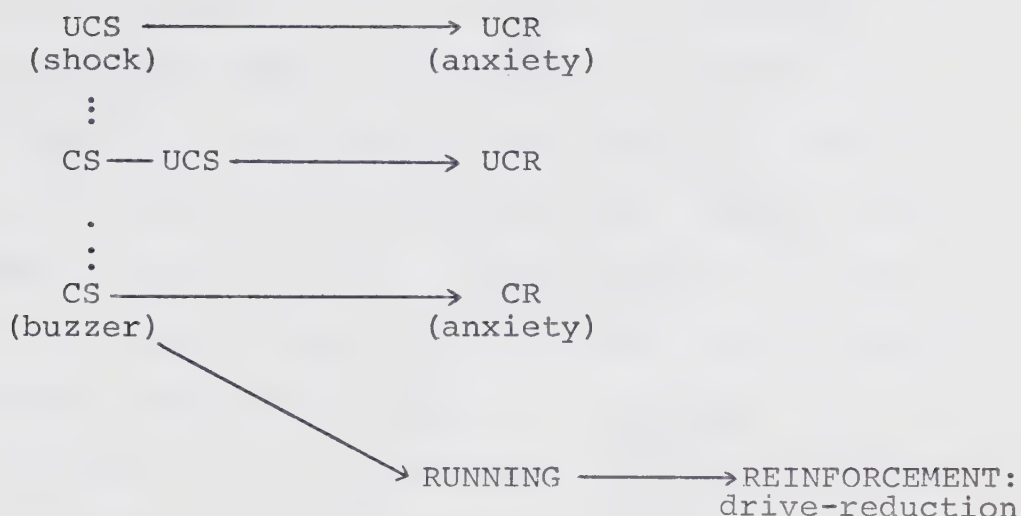 UCS UCR
(shock) (anxiety)
CS UCS UCR
CS CR
(buzzer) (anxiety)
RUNNING REINFORCEMENT:
drive-reduction